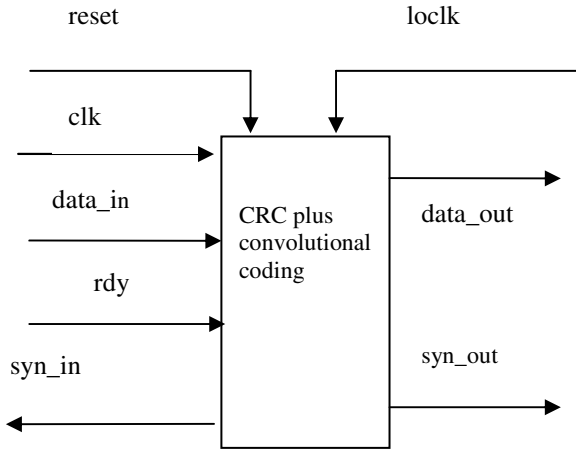 reset
loclk
clk
data_in
CRC plus
convolutional
coding
data_out
rdy
syn_in
syn_out